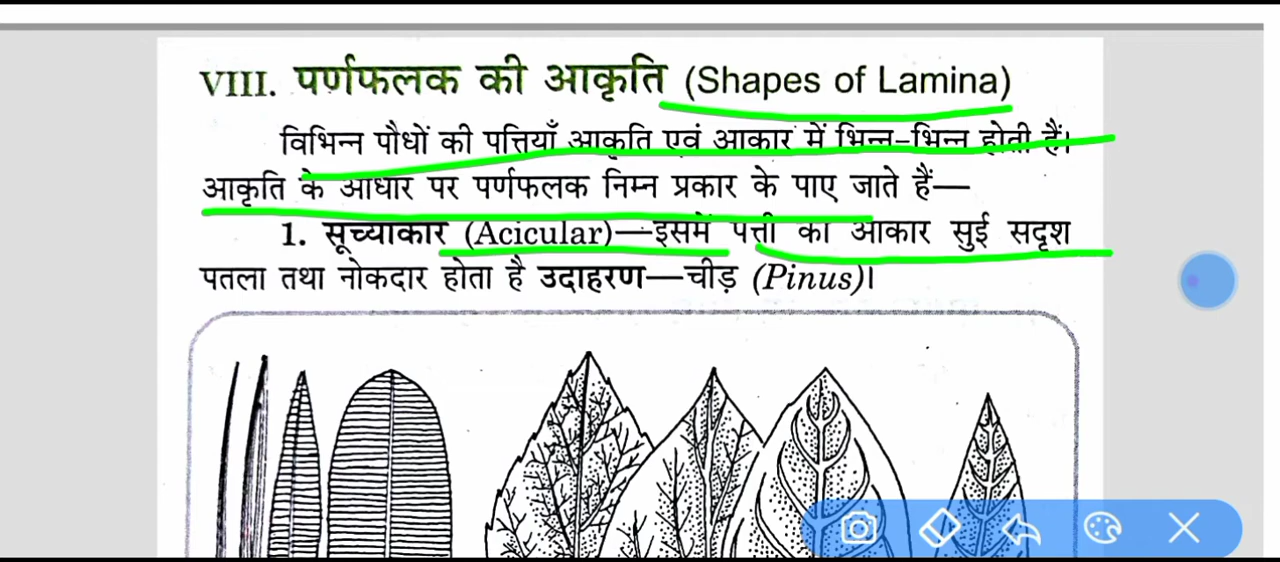 VIII. पर्णफलक की आकृति (Shapes of Lamina)
विभिन्न पौधों की पत्तियाँ आकृति एवं आकार में भिन्न-भिन्न होती हैं।
आकृति के आधार पर पर्णफलक निम्न प्रकार के पाए जाते हैं—
1. सूच्याकार (Acicular)—इसमें पत्ती का आकार सुई सदृश
पतला तथा नोकदार होता है उदाहरण—चीड़ (Pinus)।